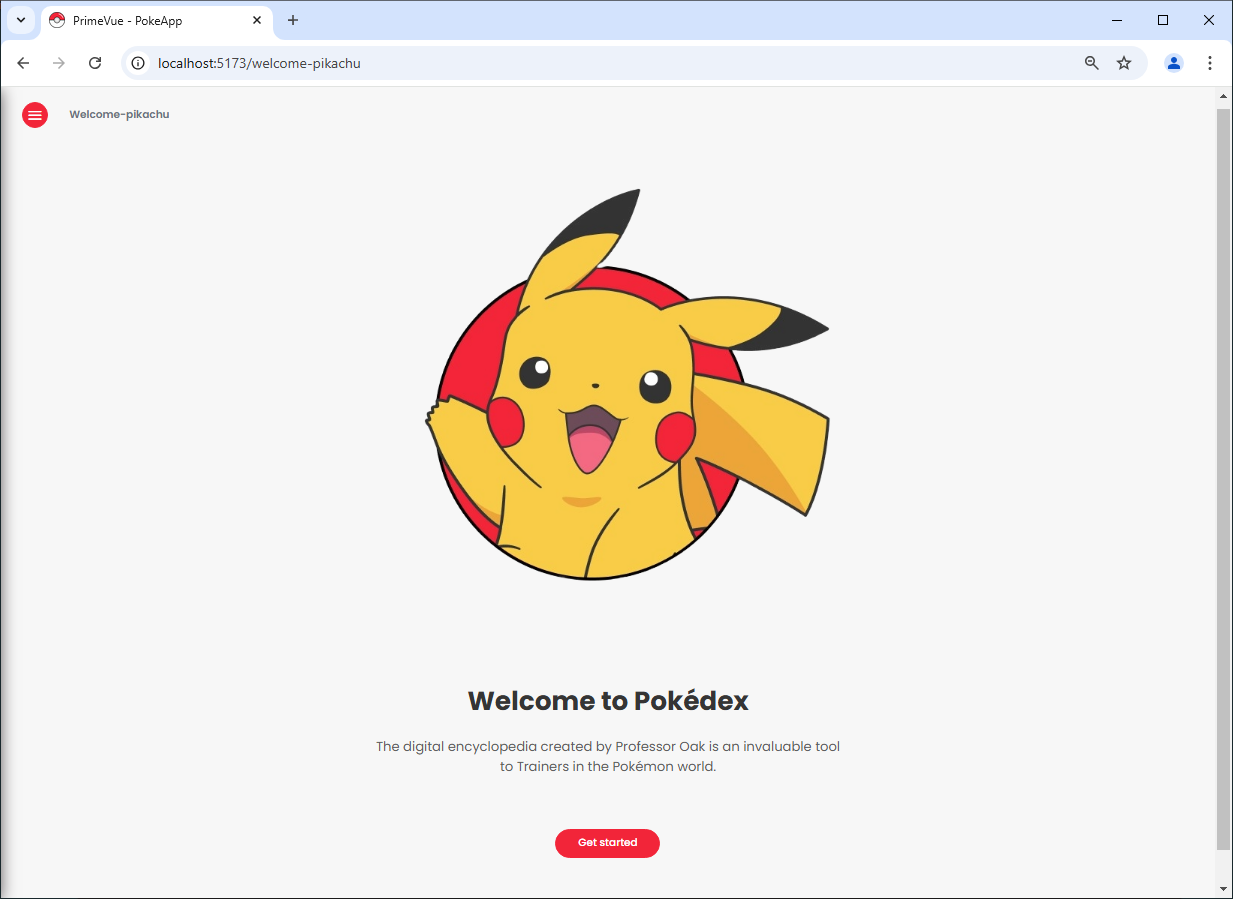 PrimeVue - PokeApp
localhost:5173/welcome-pikachu
Welcome-pikachu
Welcome to Pokédex
The digital encyclopedia created by Professor Oak is an invaluable tool
to Trainers in the Pokémon world.
Get started